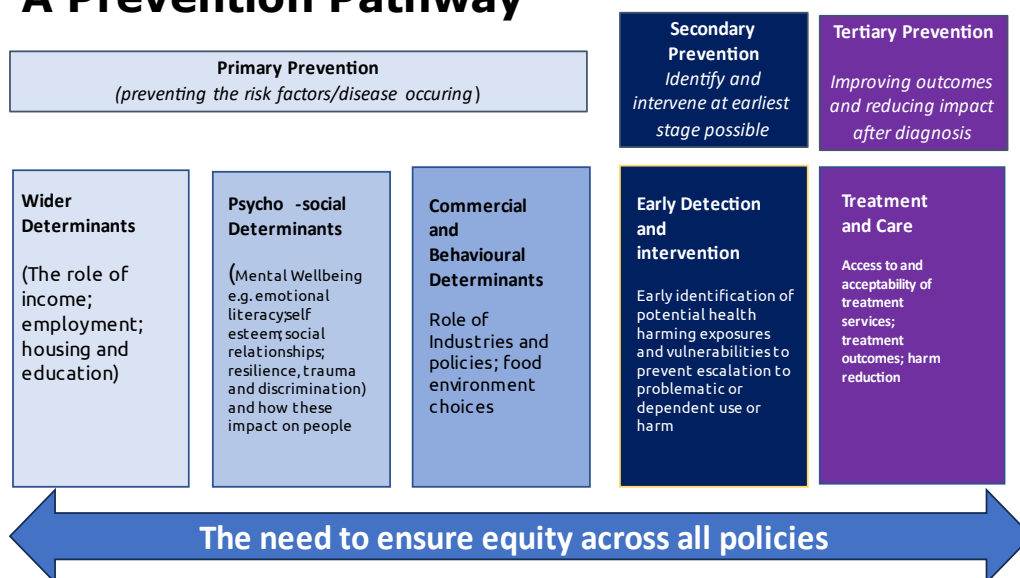 A Prevention Pathway
Primary Prevention
(preventing the risk factors/disease occuring )
Secondary
Prevention
Identify and
intervene at earliest
stage possible
Tertiary Prevention
Improving outcomes
and reducing impact
after diagnosis
Wider
Determinants
(The role of
income;
employment;
housing and
education)
Psycho -social
Determinants
(Mental Wellbeing
e.g. emotional
literacy;self
esteem;social
relationships;
resilience, trauma
and discrimination)
and how these
impact on people
Commercial
and
Behavioural
Determinants
Role of
Industries and
policies; food
environment
choices
Early Detection
and
intervention
Early identification of
potential health
harming exposures
and vulnerabilities to
prevent escalation to
problematic or
dependent use or
harm
Treatment
and Care
Access to and
acceptability of
treatment
services;
treatment
outcomes; harm
reduction
The need to ensure equity across all policies